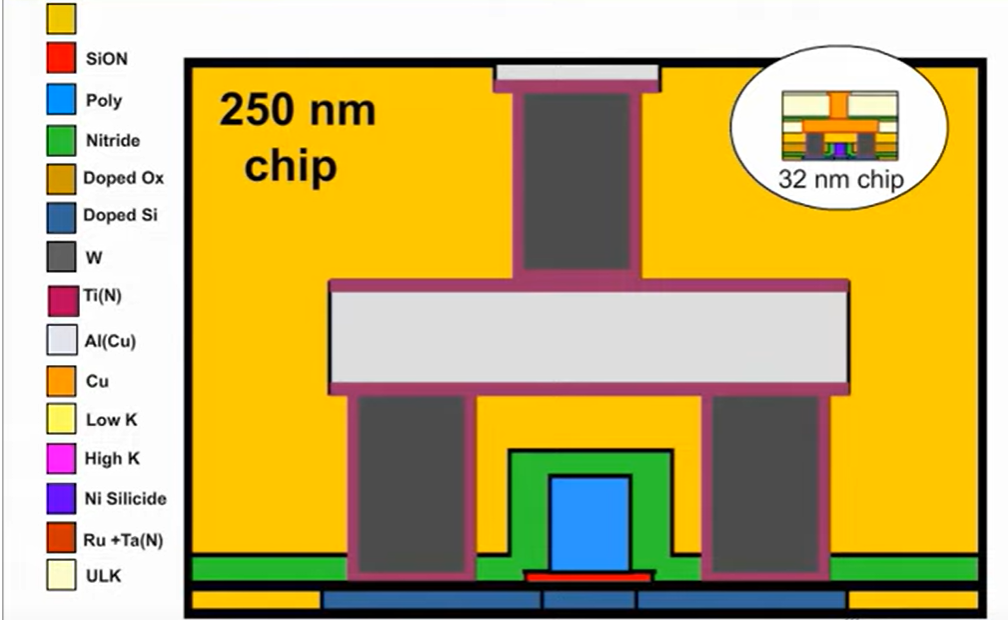 SiON
Poly
Nitride
Doped Ox
Doped Si
W
Ti(N)
Al(Cu)
Cu
Low K
High K
Ni Silicide
Ru +Ta(N)
ULK
250 nm
chip
32 nm chip